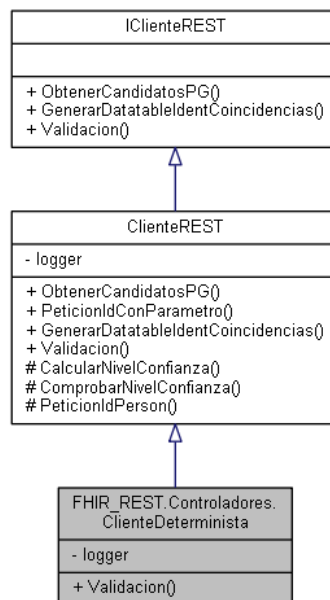 IClienteREST
+ ObtenerCandidatosPG()
+ GenerarDatatableIdentCoincidencias()
+ Validacion()
ClienteREST
- logger
+ ObtenerCandidatosPG()
+ PeticionIdConParametro()
+ GenerarDatatableIdentCoincidencias()
+ Validacion()
# CalcularNivelConfianza()
# ComprobarNivelConfianza()
# PeticionIdPerson()
FHIR_REST.Controladores.
ClienteDeterminista
- logger
+ Validacion()